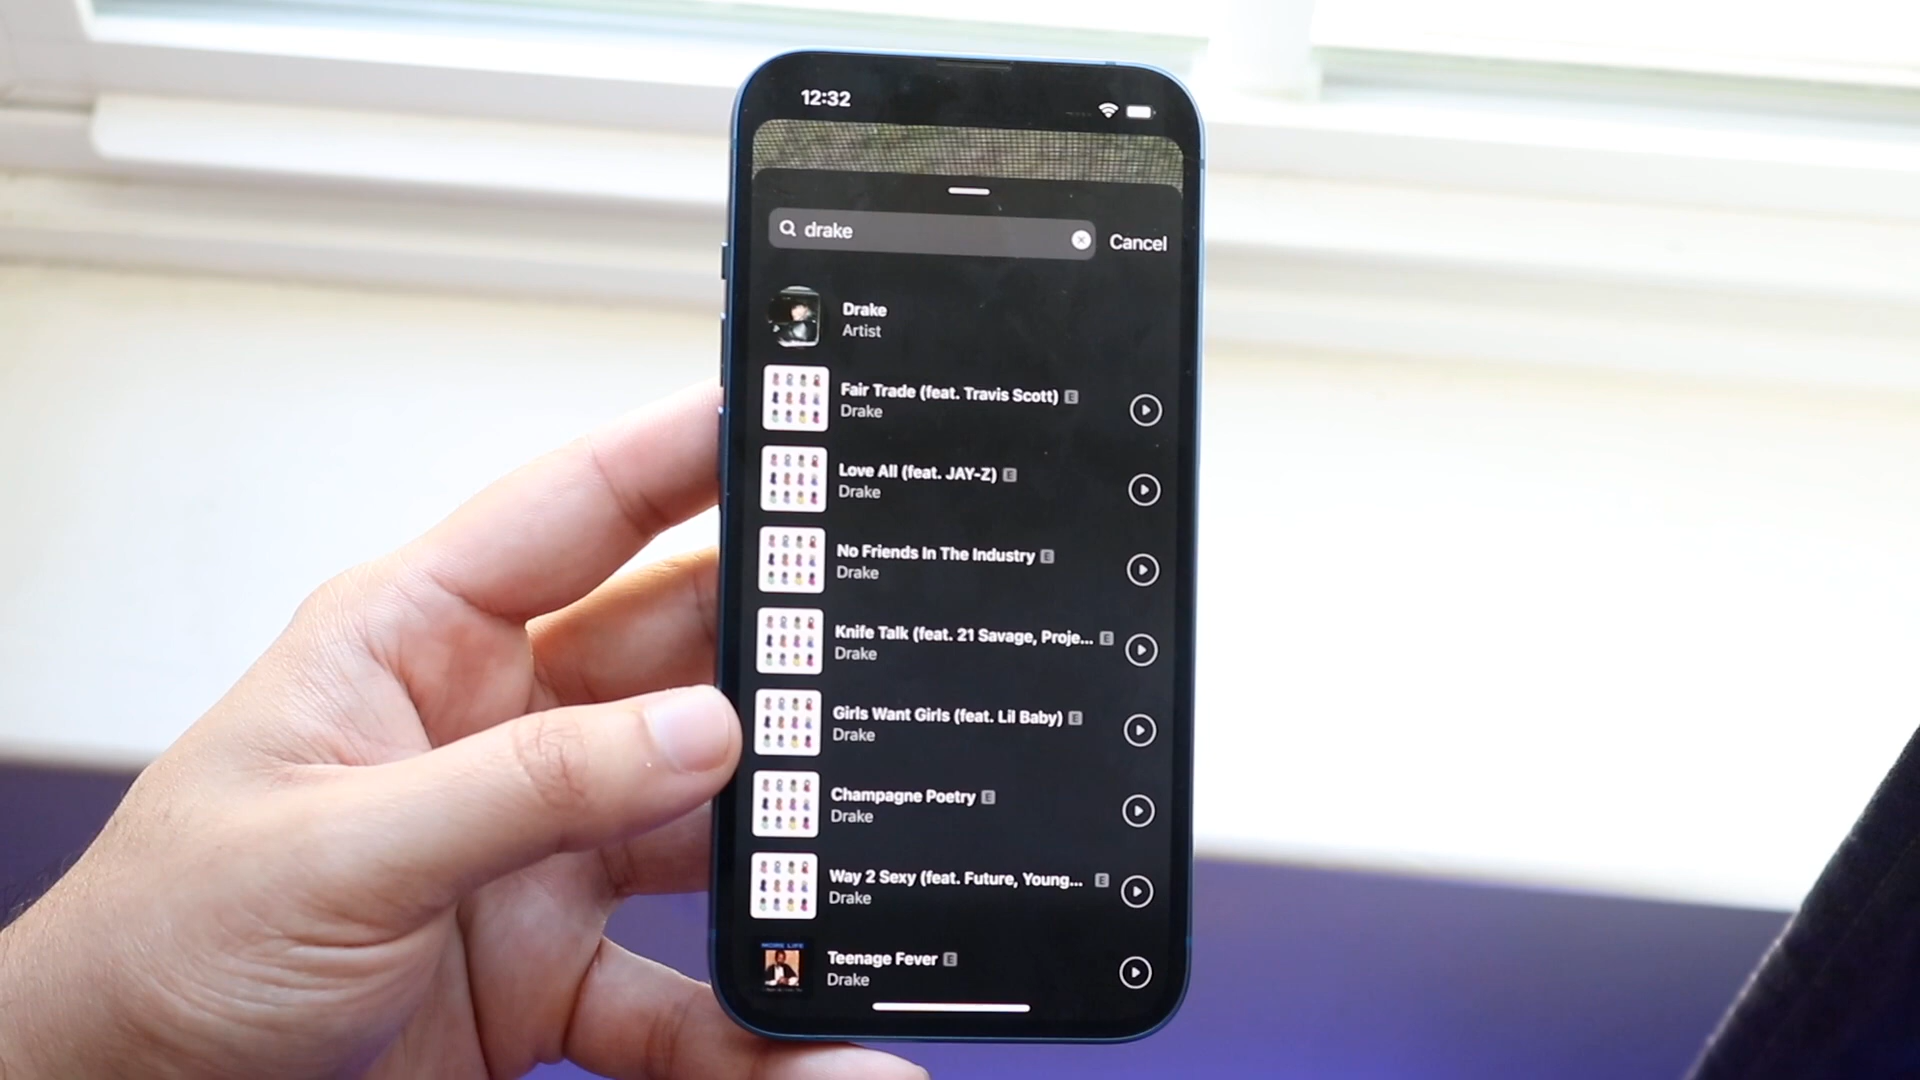 12:32
drake
Cancel
Drake
Artist
Fair Trade (feat. Travis Scott) E
Drake
Love All (feat. JAY-Z) E
Drake
No Friends In The Industry E
Drake
Knife Talk (feat. 21 Savage, Proje... E
Drake
Girls Want Girls (feat. Lil Baby) E
Drake
Champagne Poetry E
Drake
Way 2 Sexy (feat. Future, Young... E
Drake
MORE LIFE
Teenage Fever E
Drake